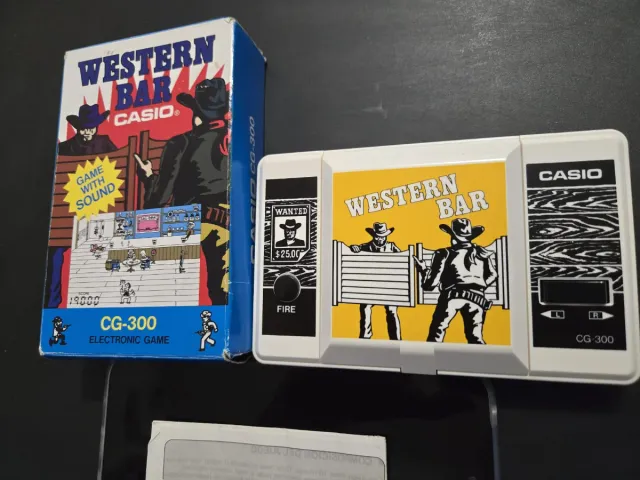 WESTERN
BAR
CASIO®
GAME
WITH
SOUND
19000
CG-300
ELECTRONIC GAME
CG-300
WANTED
$25.00
FIRE
WESTERN
BAR
CASIO
L R
CG-300